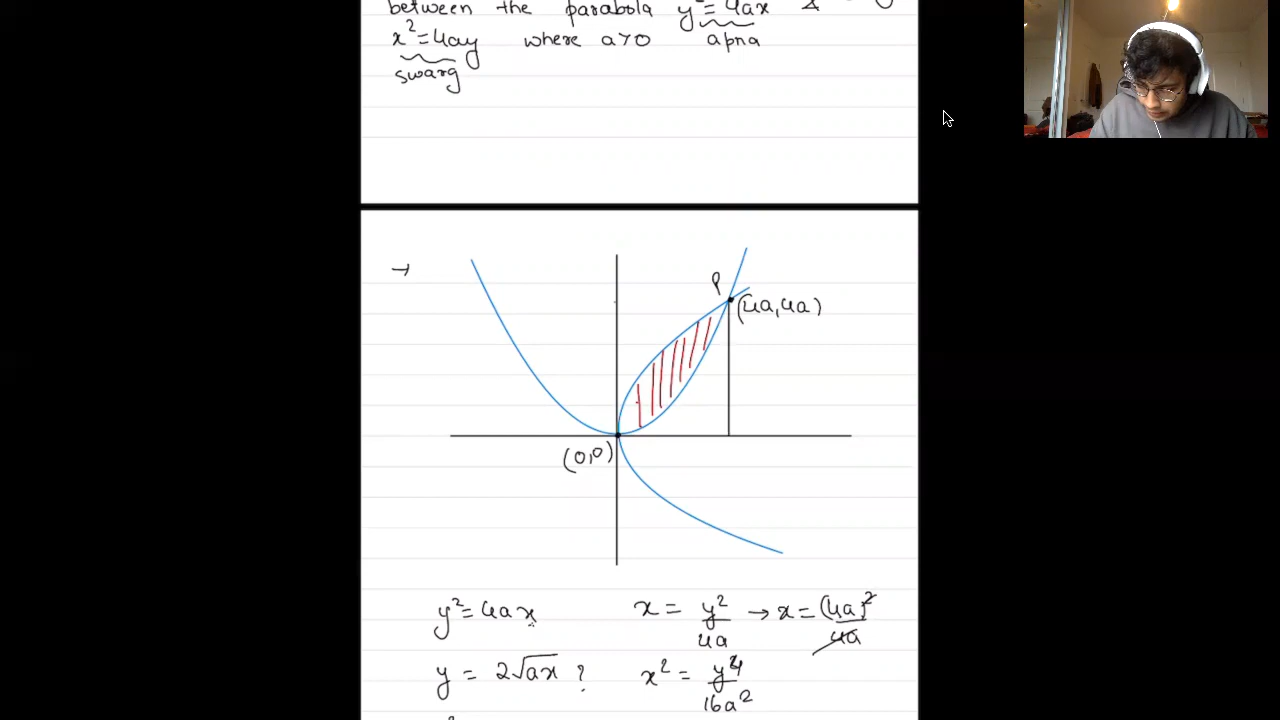 between the parabola y² = 4ax &
x² = 4ay where a>0 apna
swarg
P
(4a,4a)
(0,0)
y² = 4ax x = y²/4a → x = (4a)²/4a
y = 2√ax ? x² = y⁴/16a²